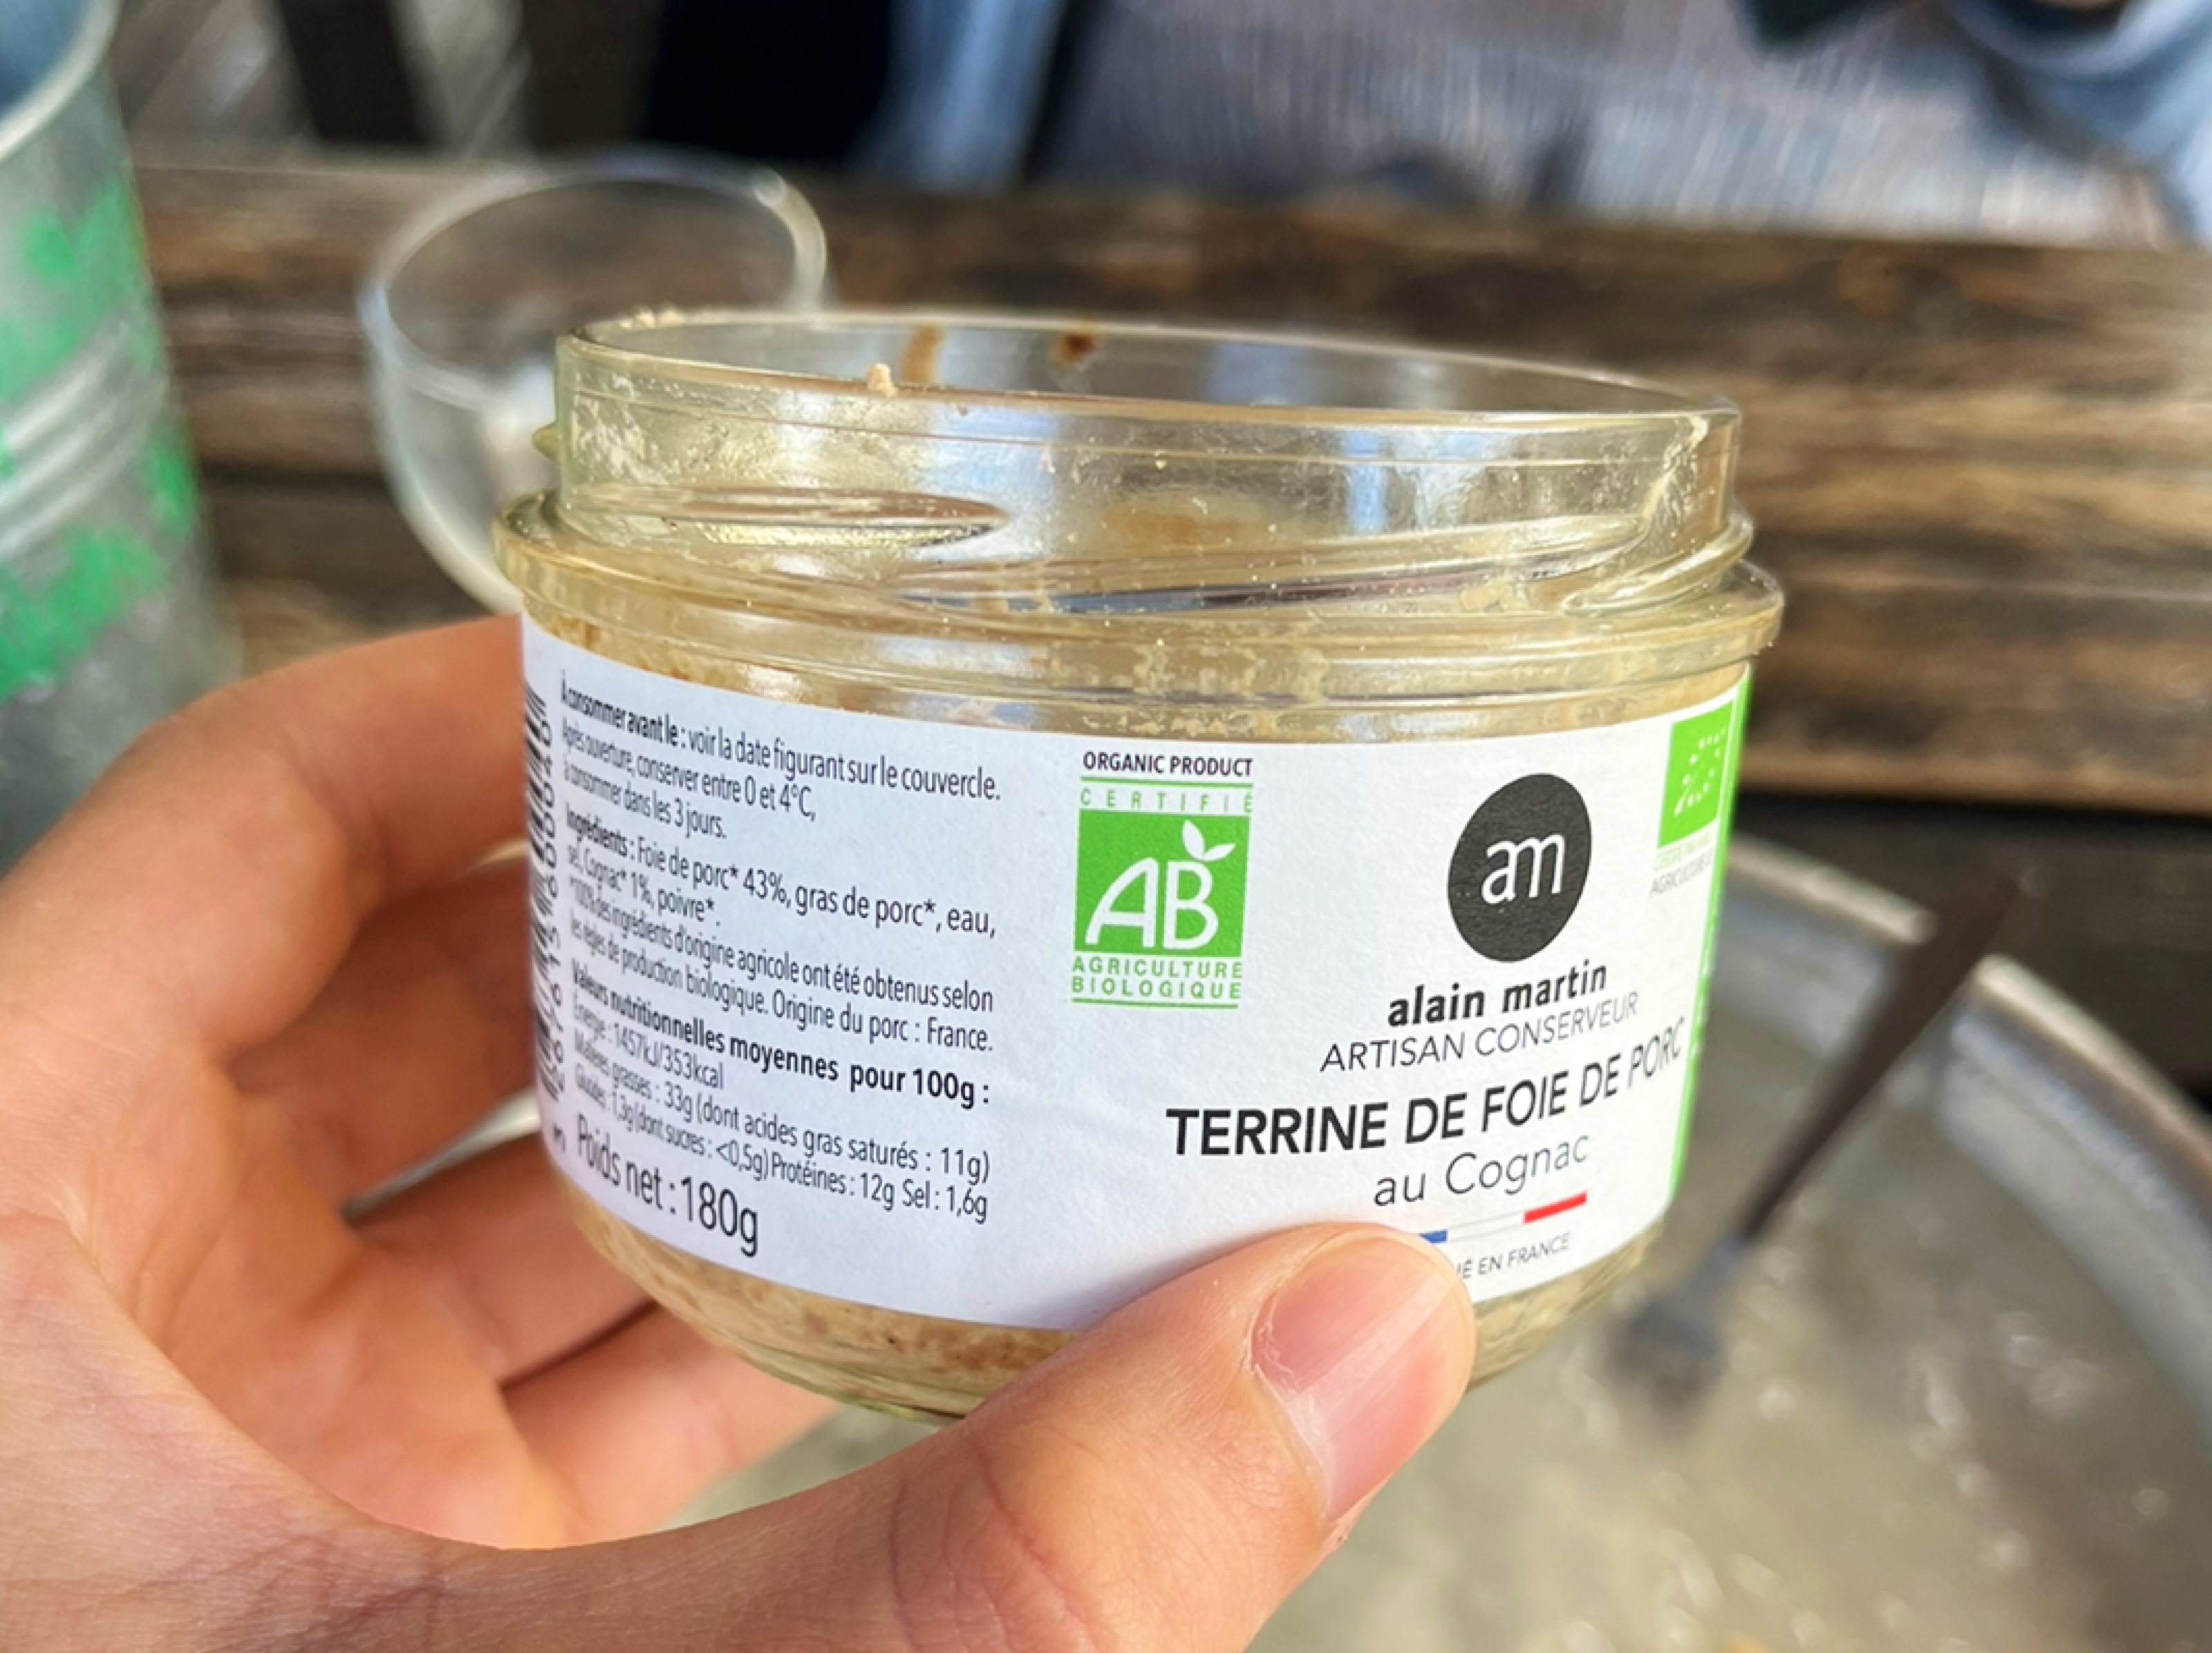 À consommer avant le : voir la date figurant sur le couvercle.
Après ouverture, conserver entre 0 et 4°C,
à consommer dans les 3 jours.
Ingrédients : Foie de porc* 43%, gras de porc*, eau,
sel, Cognac* 1%, poivre*.
*100% des ingrédients d'origine agricole ont été obtenus selon
les règles de production biologique. Origine du porc : France.
Valeurs nutritionnelles moyennes pour 100g :
Énergie : 1457kJ/353kcal
Matières grasses : 33g (dont acides gras saturés : 11g)
Glucides : 1,3g (dont sucres : <0,5g) Protéines : 12g Sel : 1,6g
Poids net : 180g
ORGANIC PRODUCT
CERTIFIÉ
AB
AGRICULTURE
BIOLOGIQUE
am
alain martin
ARTISAN CONSERVEUR
TERRINE DE FOIE DE PORC
au Cognac
EN FRANCE